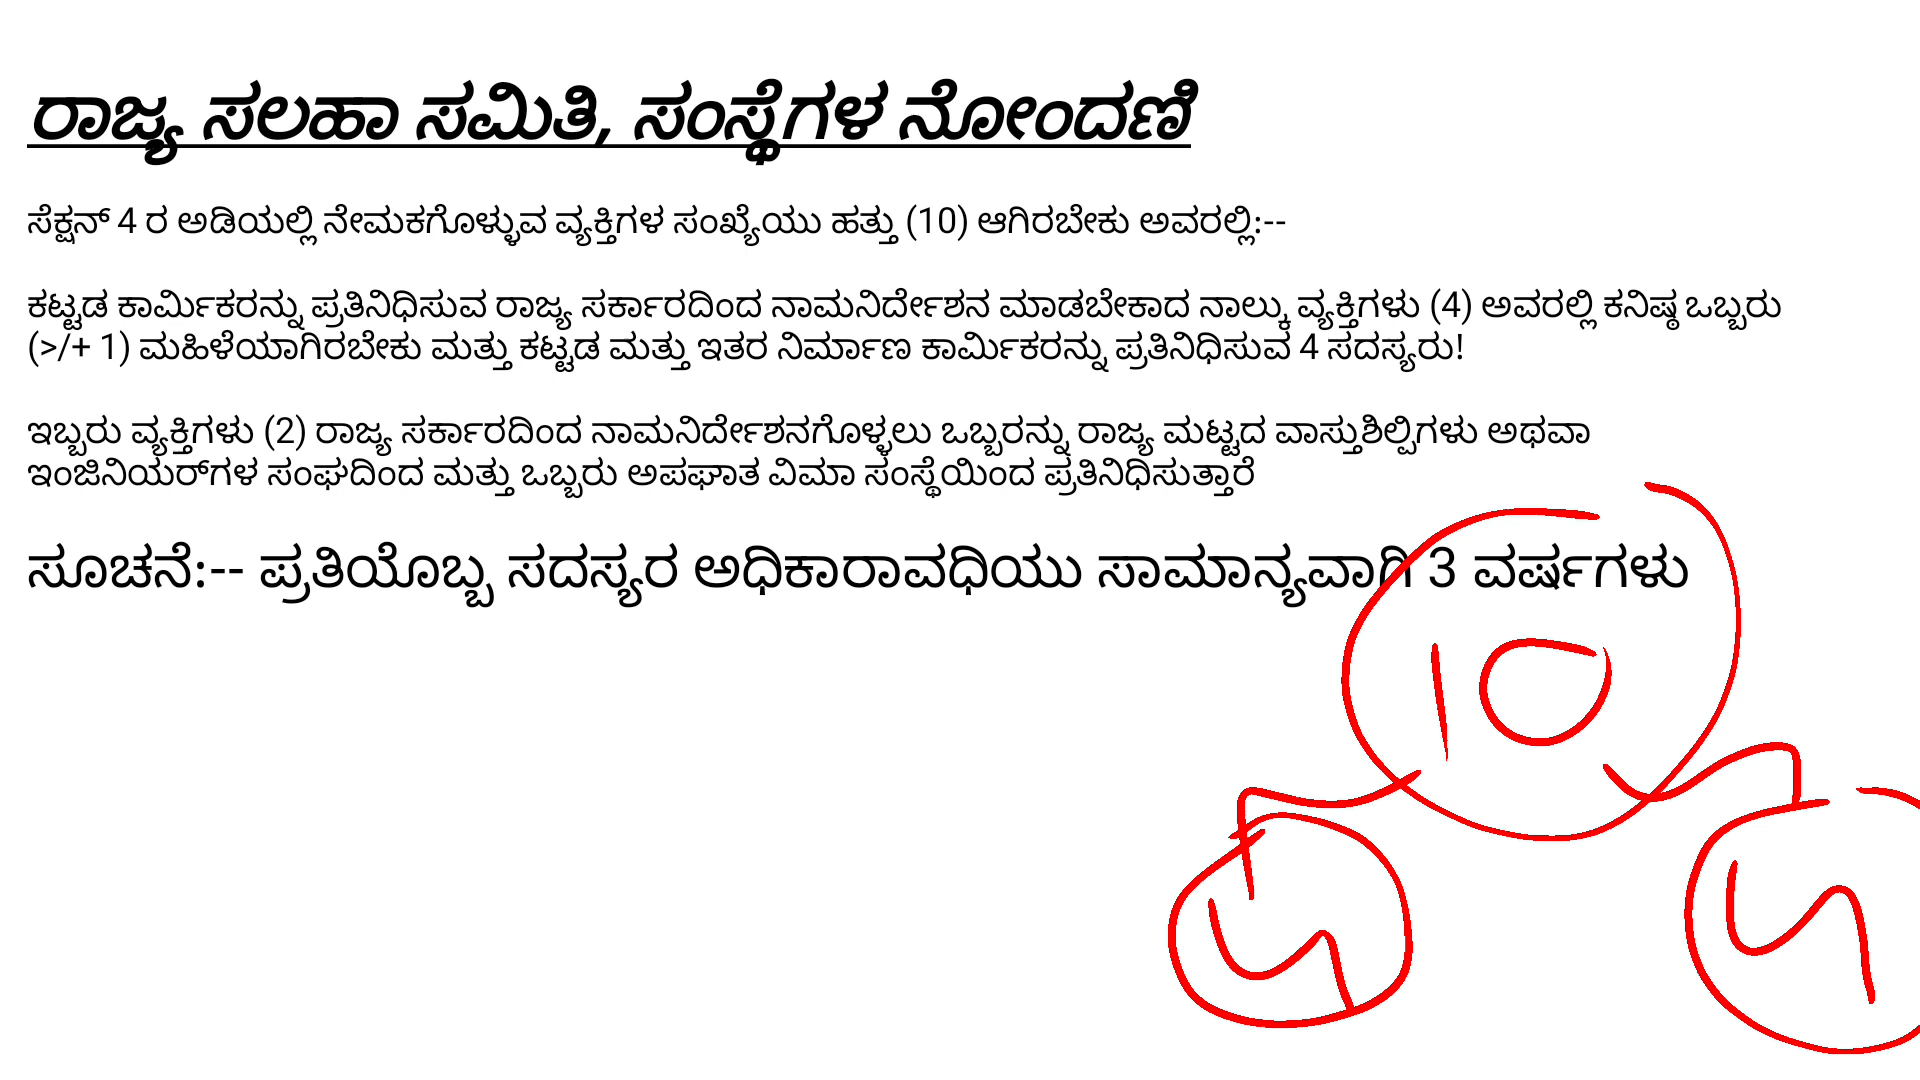 ರಾಜ್ಯ ಸಲಹಾ ಸಮಿತಿ, ಸಂಸ್ಥೆಗಳ ನೋಂದಣಿ
ಸೆಕ್ಷನ್ 4 ರ ಅಡಿಯಲ್ಲಿ ನೇಮಕಗೊಳ್ಳುವ ವ್ಯಕ್ತಿಗಳ ಸಂಖ್ಯೆಯು ಹತ್ತು (10) ಆಗಿರಬೇಕು ಅವರಲ್ಲಿ:--
ಕಟ್ಟಡ ಕಾರ್ಮಿಕರನ್ನು ಪ್ರತಿನಿಧಿಸುವ ರಾಜ್ಯ ಸರ್ಕಾರದಿಂದ ನಾಮನಿರ್ದೇಶನ ಮಾಡಬೇಕಾದ ನಾಲ್ಕು ವ್ಯಕ್ತಿಗಳು (4) ಅವರಲ್ಲಿ ಕನಿಷ್ಠ ಒಬ್ಬರು
(>/+ 1) ಮಹಿಳೆಯಾಗಿರಬೇಕು ಮತ್ತು ಕಟ್ಟಡ ಮತ್ತು ಇತರ ನಿರ್ಮಾಣ ಕಾರ್ಮಿಕರನ್ನು ಪ್ರತಿನಿಧಿಸುವ 4 ಸದಸ್ಯರು!
ಇಬ್ಬರು ವ್ಯಕ್ತಿಗಳು (2) ರಾಜ್ಯ ಸರ್ಕಾರದಿಂದ ನಾಮನಿರ್ದೇಶನಗೊಳ್ಳಲು ಒಬ್ಬರನ್ನು ರಾಜ್ಯ ಮಟ್ಟದ ವಾಸ್ತುಶಿಲ್ಪಿಗಳು ಅಥವಾ
ಇಂಜಿನಿಯರ್‌ಗಳ ಸಂಘದಿಂದ ಮತ್ತು ಒಬ್ಬರು ಅಪಘಾತ ವಿಮಾ ಸಂಸ್ಥೆಯಿಂದ ಪ್ರತಿನಿಧಿಸುತ್ತಾರೆ
ಸೂಚನೆ:-- ಪ್ರತಿಯೊಬ್ಬ ಸದಸ್ಯರ ಅಧಿಕಾರಾವಧಿಯು ಸಾಮಾನ್ಯವಾಗಿ 3 ವರ್ಷಗಳು
10
4 4